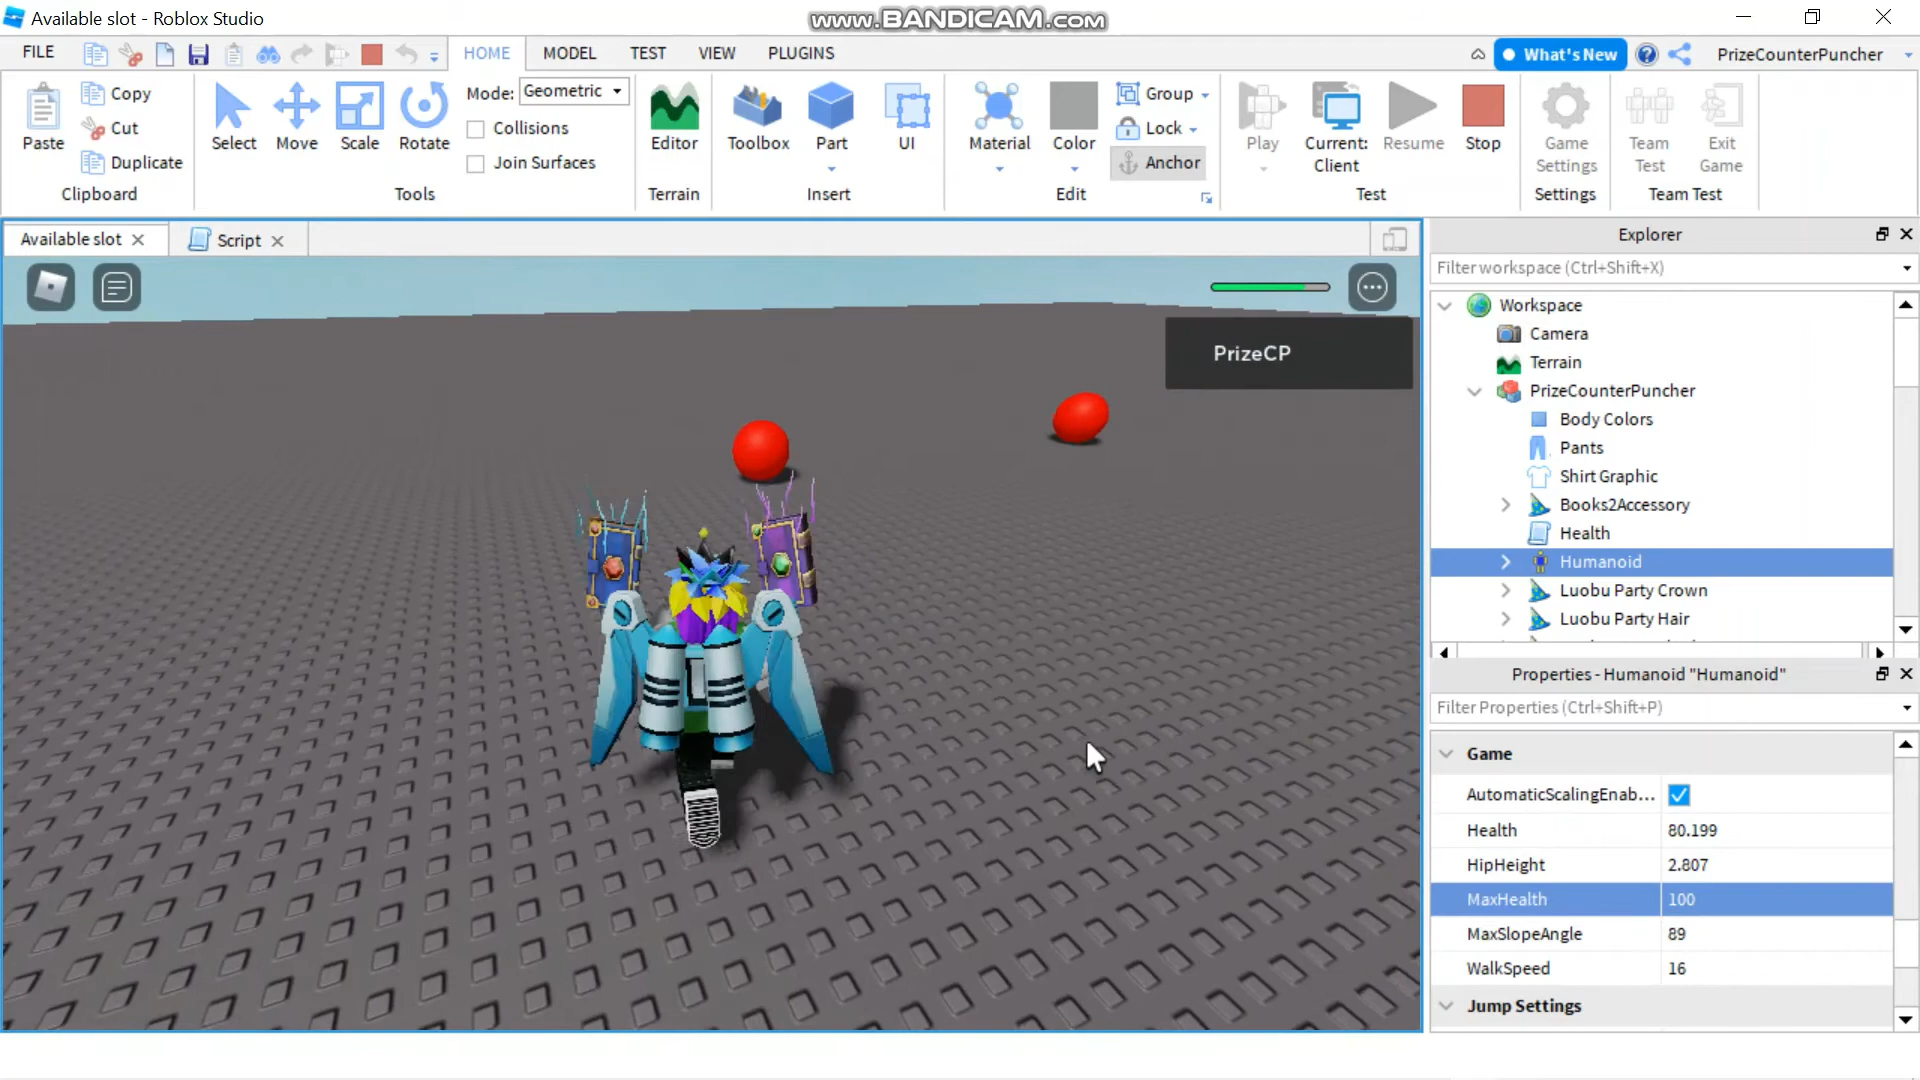 Available slot - Roblox Studio
www.BANDICAM.com
FILE
HOME
MODEL
TEST
VIEW
PLUGINS
What's New
PrizeCounterPuncher
Paste
Copy
Cut
Duplicate
Clipboard
Select
Move
Scale
Rotate
Mode: Geometric
Collisions
Join Surfaces
Tools
Editor
Terrain
Toolbox
Part
UI
Insert
Material
Color
Group
Lock
Anchor
Edit
Play
Current:
Client
Resume
Stop
Test
Game
Settings
Settings
Team
Test
Exit
Game
Team Test
Available slot
Script
PrizeCP
Explorer
Filter workspace (Ctrl+Shift+X)
Workspace
Camera
Terrain
PrizeCounterPuncher
Body Colors
Pants
Shirt Graphic
Books2Accessory
Health
Humanoid
Luobu Party Crown
Luobu Party Hair
Properties - Humanoid "Humanoid"
Filter Properties (Ctrl+Shift+P)
Game
AutomaticScalingEnab...
Health 80.199
HipHeight 2.807
MaxHealth 100
MaxSlopeAngle 89
WalkSpeed 16
Jump Settings